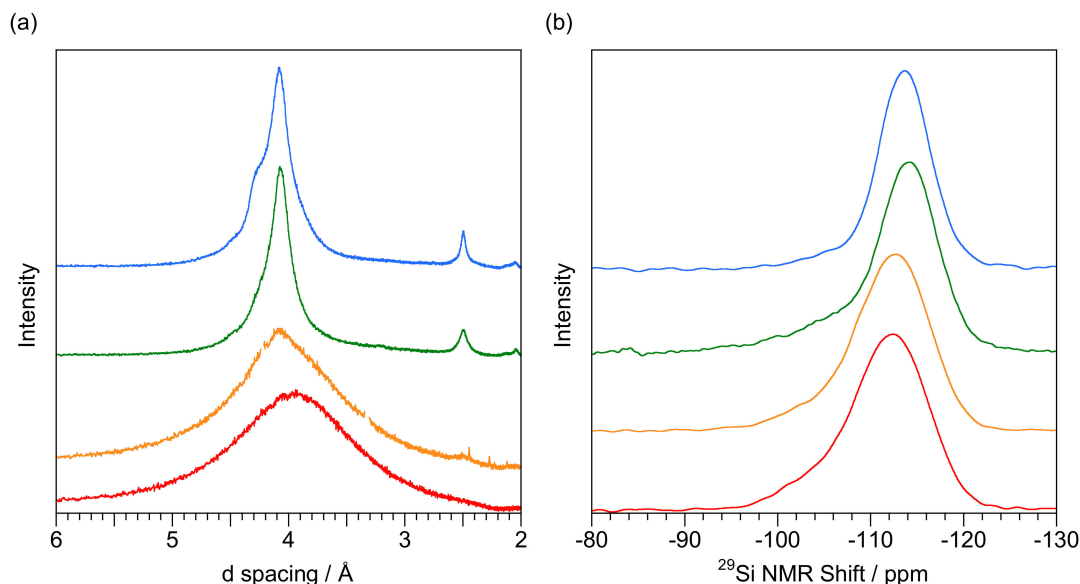 (a)
(b)
Intensity
6 5 4 3 2
d spacing / Å
Intensity
-80 -90 -100 -110 -120 -130
²⁹Si NMR Shift / ppm